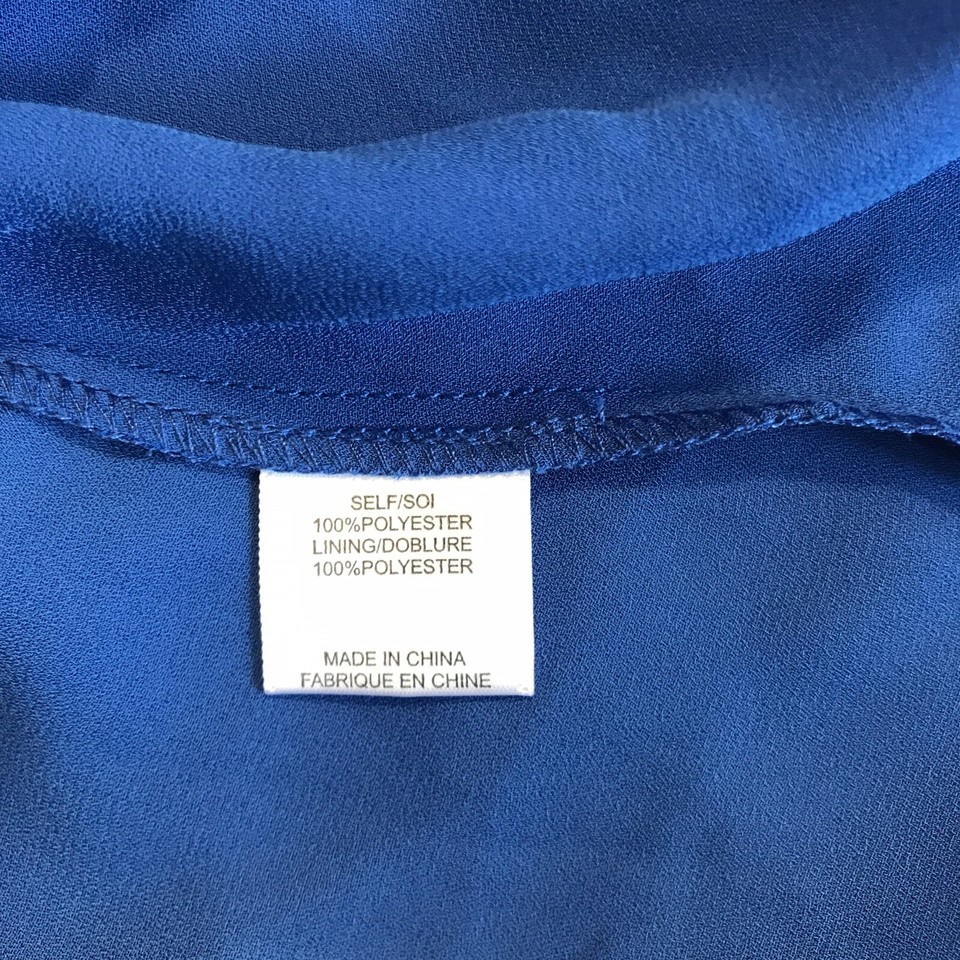 SELF/SOI
100%POLYESTER
LINING/DOBLURE
100%POLYESTER
MADE IN CHINA
FABRIQUE EN CHINE